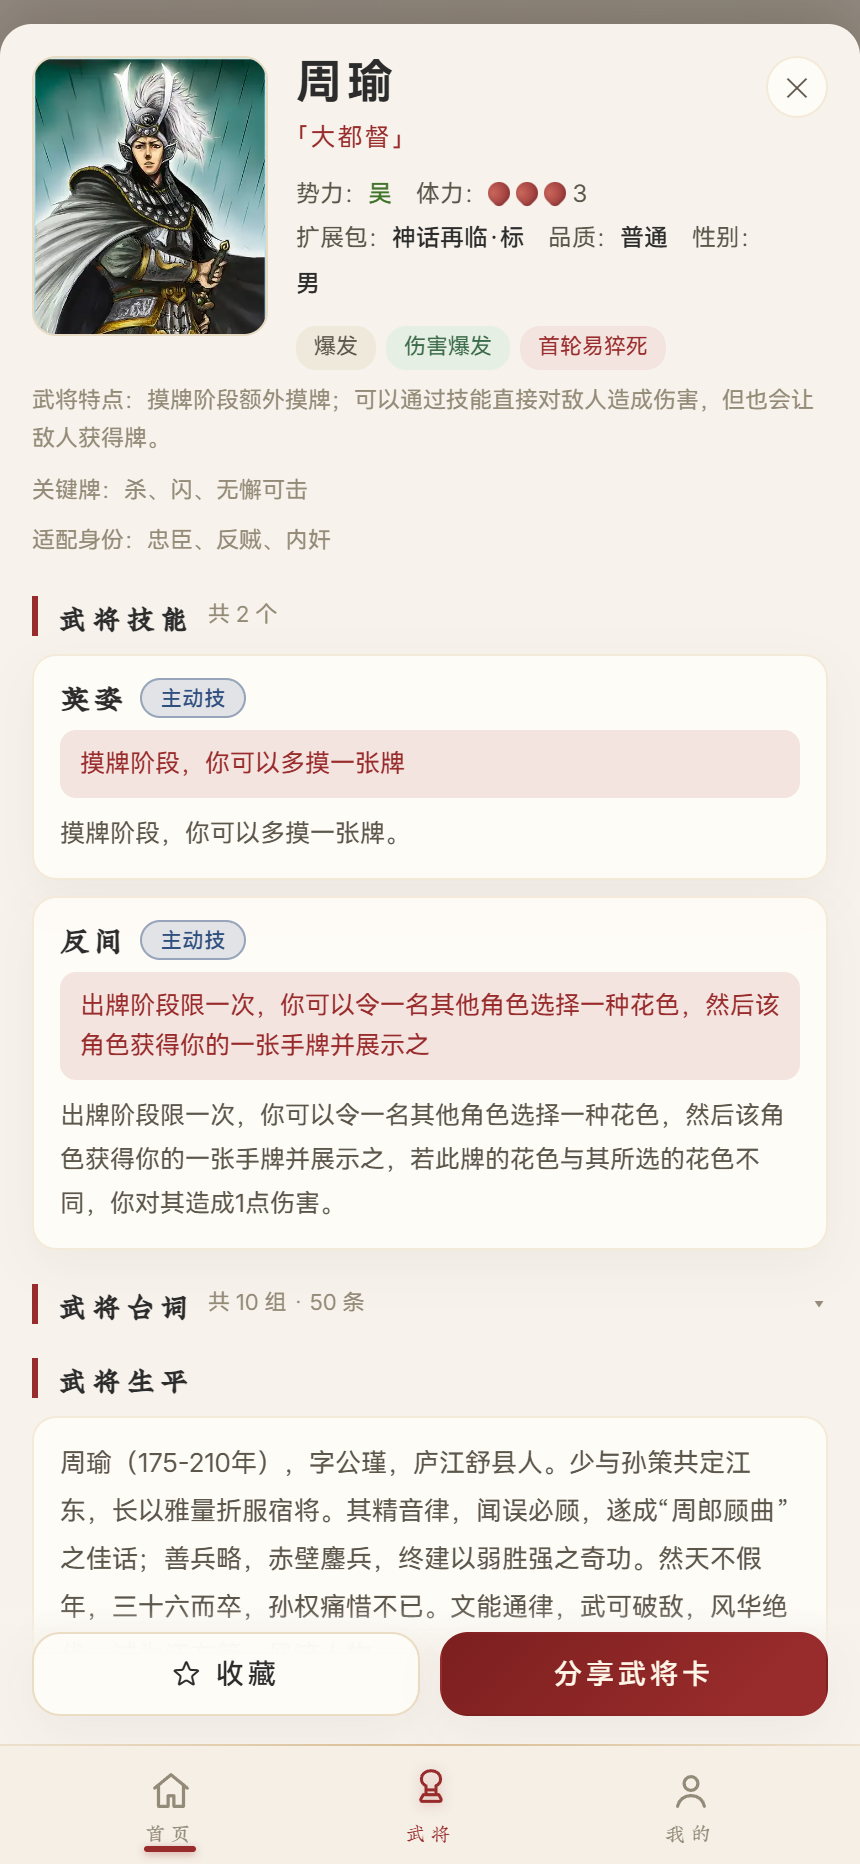 周瑜
「大都督」
势力：吴 体力：3
扩展包：神话再临·标 品质：普通 性别：
男
爆发 伤害爆发 首轮易猝死
武将特点：摸牌阶段额外摸牌；可以通过技能直接对敌人造成伤害，但也会让
敌人获得牌。
关键牌：杀、闪、无懈可击
适配身份：忠臣、反贼、内奸
武将技能 共 2 个
英姿 主动技
摸牌阶段，你可以多摸一张牌
摸牌阶段，你可以多摸一张牌。
反间 主动技
出牌阶段限一次，你可以令一名其他角色选择一种花色，然后该
角色获得你的一张手牌并展示之
出牌阶段限一次，你可以令一名其他角色选择一种花色，然后该角
色获得你的一张手牌并展示之，若此牌的花色与其所选的花色不
同，你对其造成1点伤害。
武将台词 共 10 组 · 50 条
武将生平
周瑜（175-210年），字公瑾，庐江舒县人。少与孙策共定江
东，长以雅量折服宿将。其精音律，闻误必顾，遂成“周郎顾曲”
之佳话；善兵略，赤壁鏖兵，终建以弱胜强之奇功。然天不假
年，三十六而卒，孙权痛惜不已。文能通律，武可破敌，风华绝
收藏 分享武将卡
首页 武将 我的